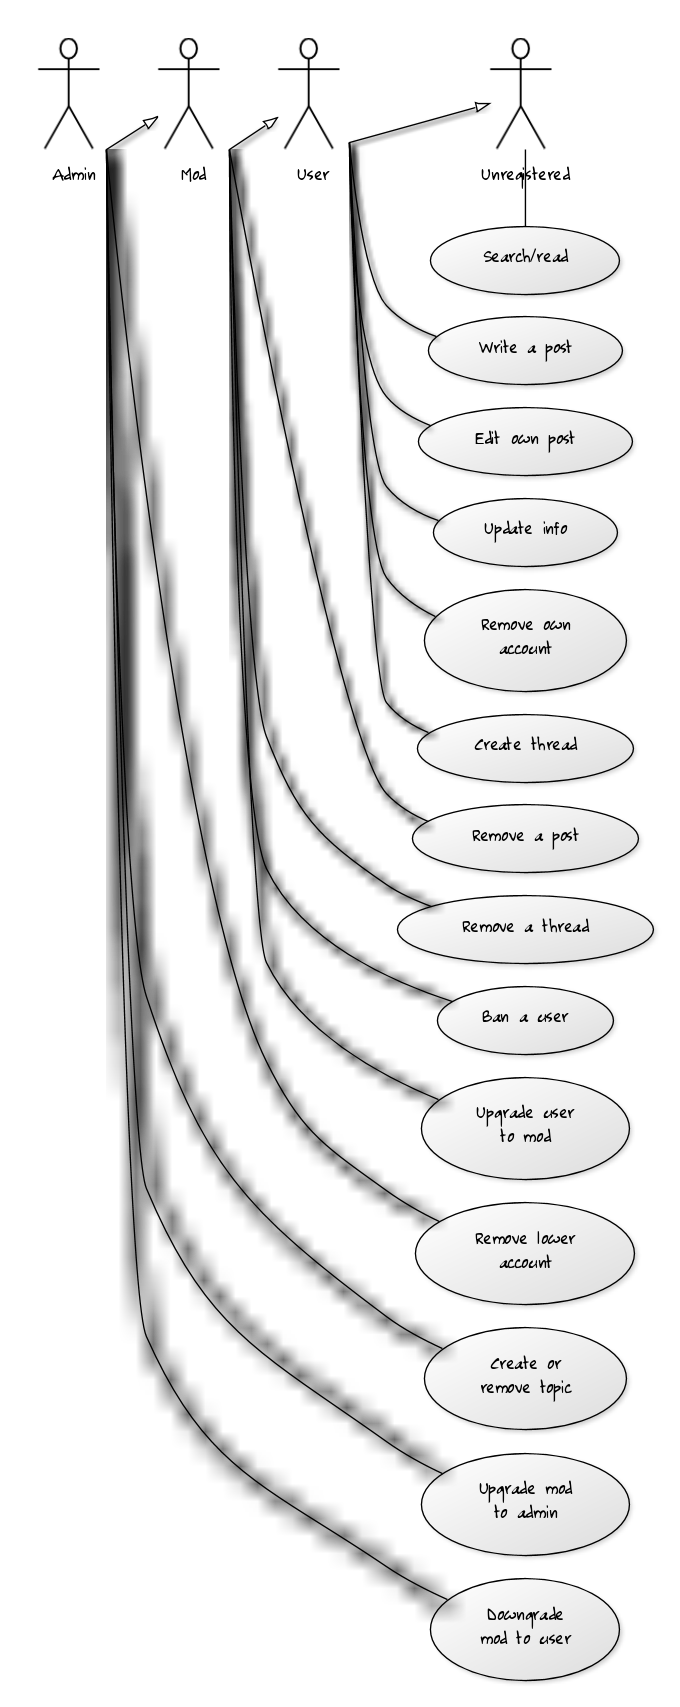 Admin
Mod
User
Unregistered
Search/read
Write a post
Edit own post
Update info
Remove own
account
Create thread
Remove a post
Remove a thread
Ban a user
Upgrade user
to mod
Remove lower
account
Create or
remove topic
Upgrade mod
to admin
Downgrade
mod to user